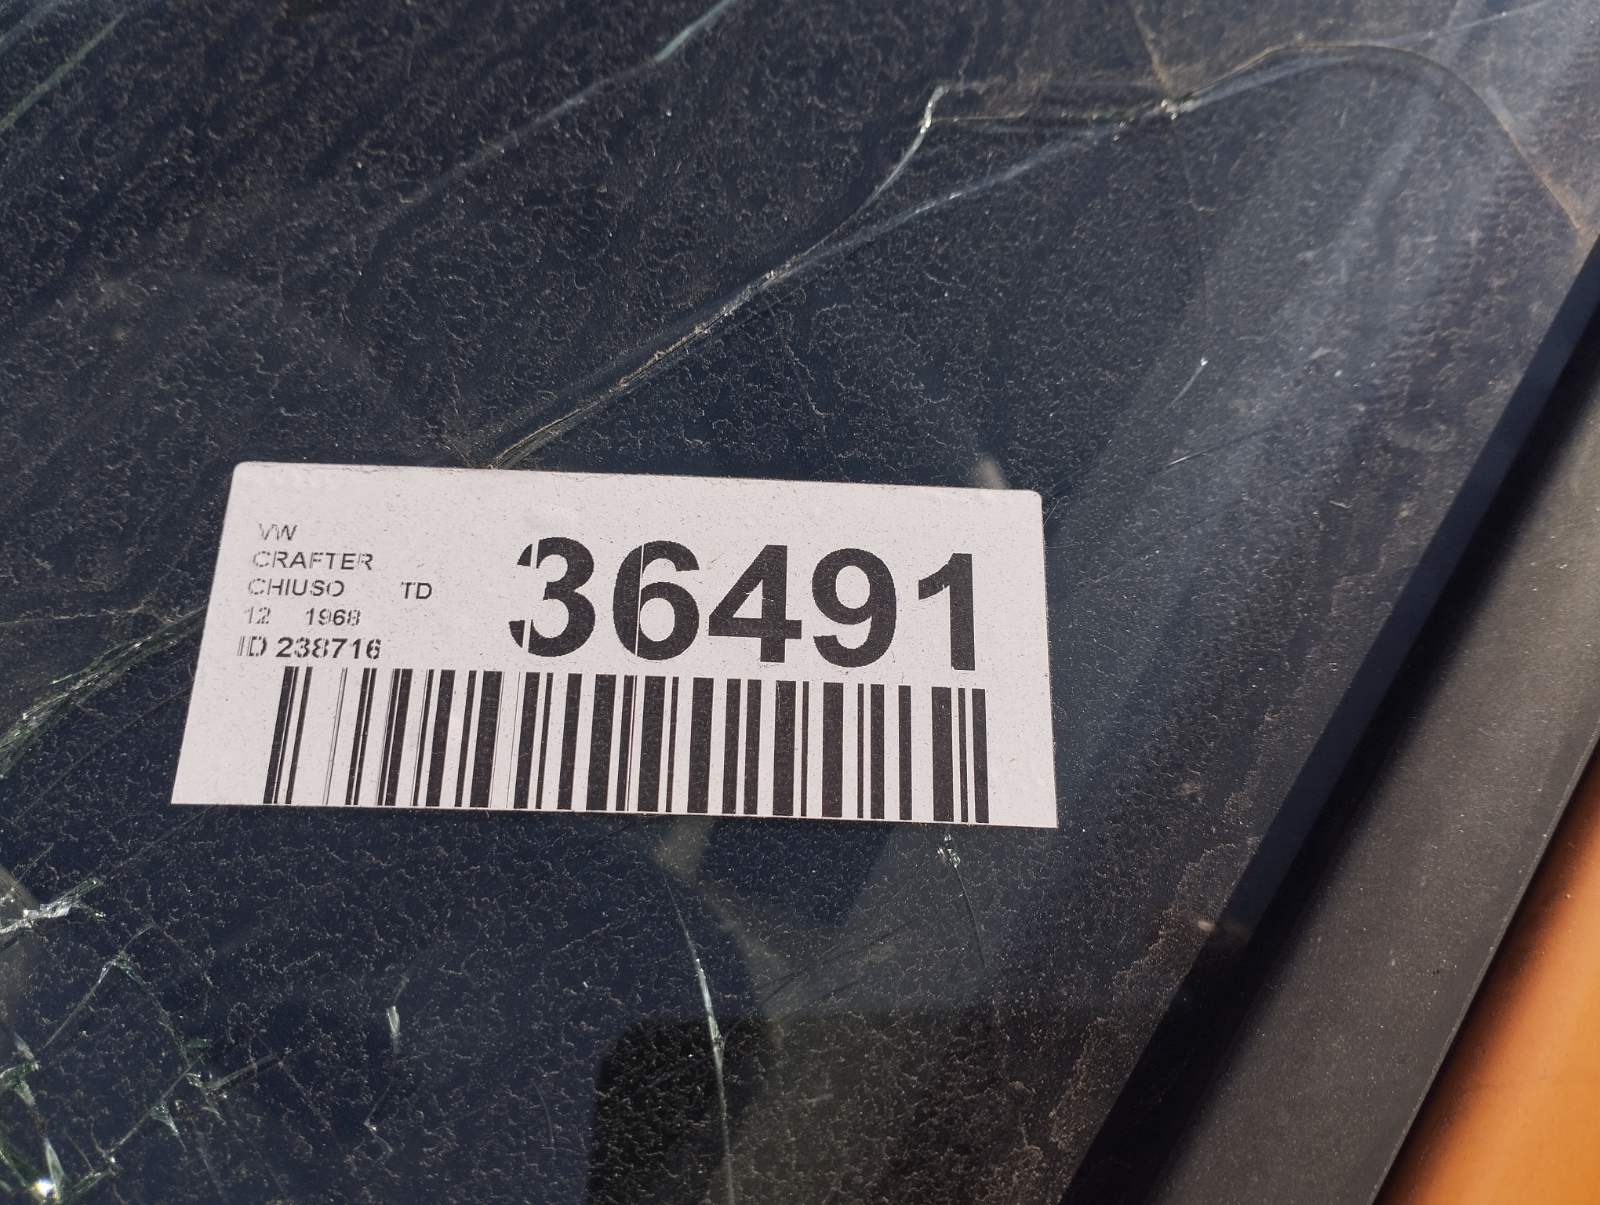 VW
CRAFTER
CHIUSO TD
12 1968
ID 238716
36491